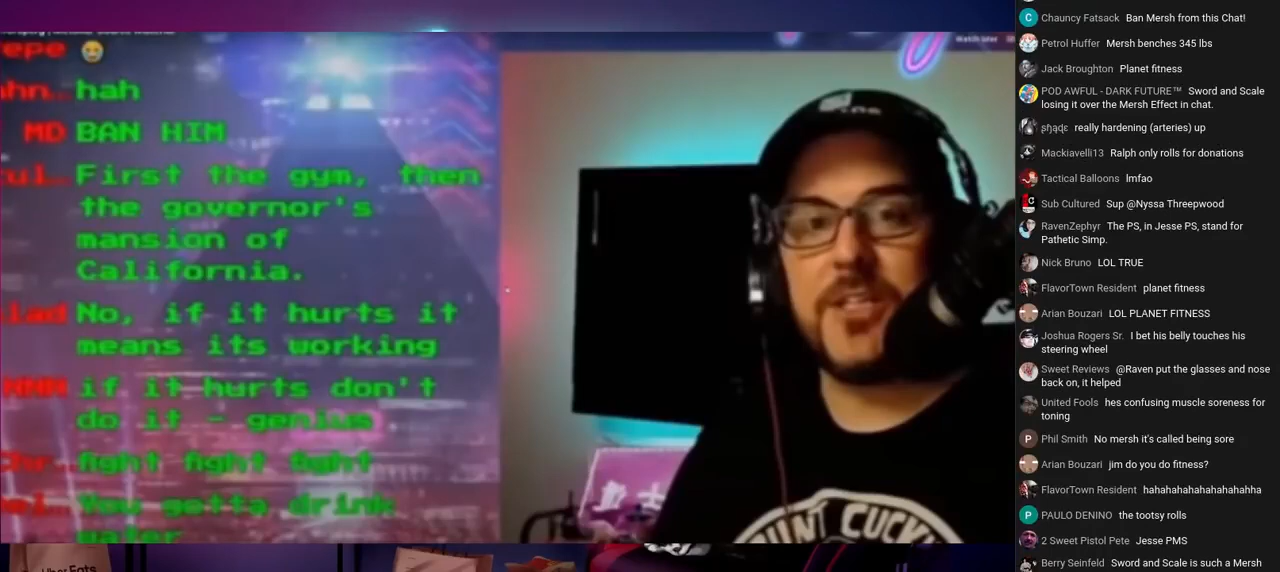 hah
MD BAN HIM
First the gym, then
the governor's
mansion of
California.
No, if it hurts it
means its working
if it hurts don't
do it - genius
fight fight fight
You gotta drink
water
Uber Eats
C Chauncy Fatsack Ban Mersh from this Chat!
Petrol Huffer Mersh benches 345 lbs
Jack Broughton Planet fitness
POD AWFUL - DARK FUTURE™ Sword and Scale
losing it over the Mersh Effect in chat.
really hardening (arteries) up
Mackiavelli13 Ralph only rolls for donations
Tactical Balloons lmfao
Sub Cultured Sup @Nyssa Threepwood
RavenZephyr The PS, in Jesse PS, stand for
Pathetic Simp.
Nick Bruno LOL TRUE
FlavorTown Resident planet fitness
Arian Bouzari LOL PLANET FITNESS
Joshua Rogers Sr. I bet his belly touches his
steering wheel
Sweet Reviews @Raven put the glasses and nose
back on, it helped
United Fools hes confusing muscle soreness for
toning
P Phil Smith No mersh it's called being sore
Arian Bouzari jim do you do fitness?
FlavorTown Resident hahahahahahahahahha
P PAULO DENINO the tootsy rolls
2 Sweet Pistol Pete Jesse PMS
Berry Seinfeld Sword and Scale is such a Mersh